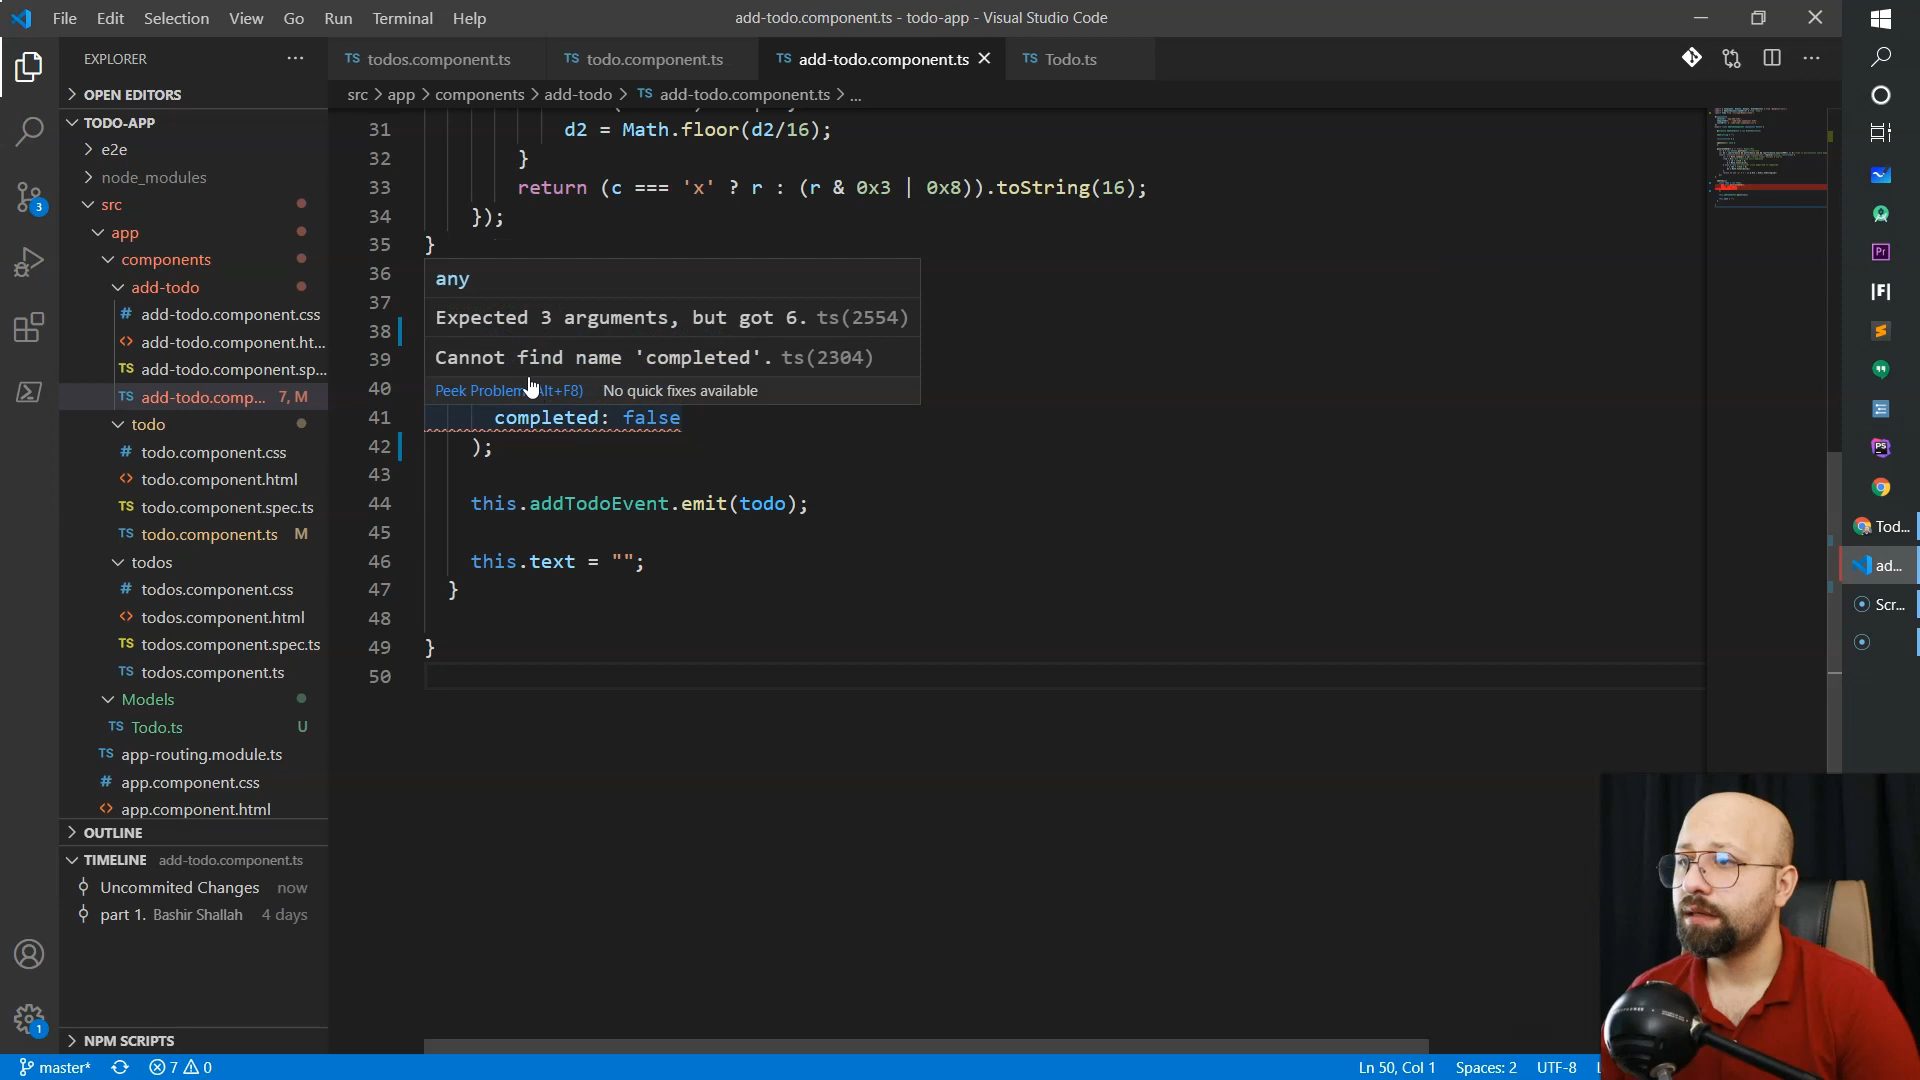 File Edit Selection View Go Run Terminal Help
add-todo.component.ts - todo-app - Visual Studio Code
EXPLORER
TS todos.component.ts
TS todo.component.ts
TS add-todo.component.ts
TS Todo.ts
OPEN EDITORS
src > app > components > add-todo > TS add-todo.component.ts > ...
TODO-APP
e2e
node_modules
src
app
components
add-todo
# add-todo.component.css
<> add-todo.component.ht...
TS add-todo.component.sp...
TS add-todo.comp... 7, M
todo
# todo.component.css
<> todo.component.html
TS todo.component.spec.ts
TS todo.component.ts M
todos
# todos.component.css
<> todos.component.html
TS todos.component.spec.ts
TS todos.component.ts
Models
TS Todo.ts U
TS app-routing.module.ts
# app.component.css
<> app.component.html
OUTLINE
TIMELINE add-todo.component.ts
Uncommited Changes now
part 1. Bashir Shallah 4 days
NPM SCRIPTS
3
1
31 d2 = Math.floor(d2/16);
32 }
33 return (c === 'x' ? r : (r & 0x3 | 0x8)).toString(16);
34 });
35 }
36
37
38
39
40
any
Expected 3 arguments, but got 6. ts(2554)
Cannot find name 'completed'. ts(2304)
Peek Problem Alt+F8) No quick fixes available
41 completed: false
42 );
43
44 this.addTodoEvent.emit(todo);
45
46 this.text = "";
47 }
48
49 }
50
Pr
|F|
PS
Tod...
ad...
Scr...
master* 7 0
Ln 50, Col 1 Spaces: 2 UTF-8